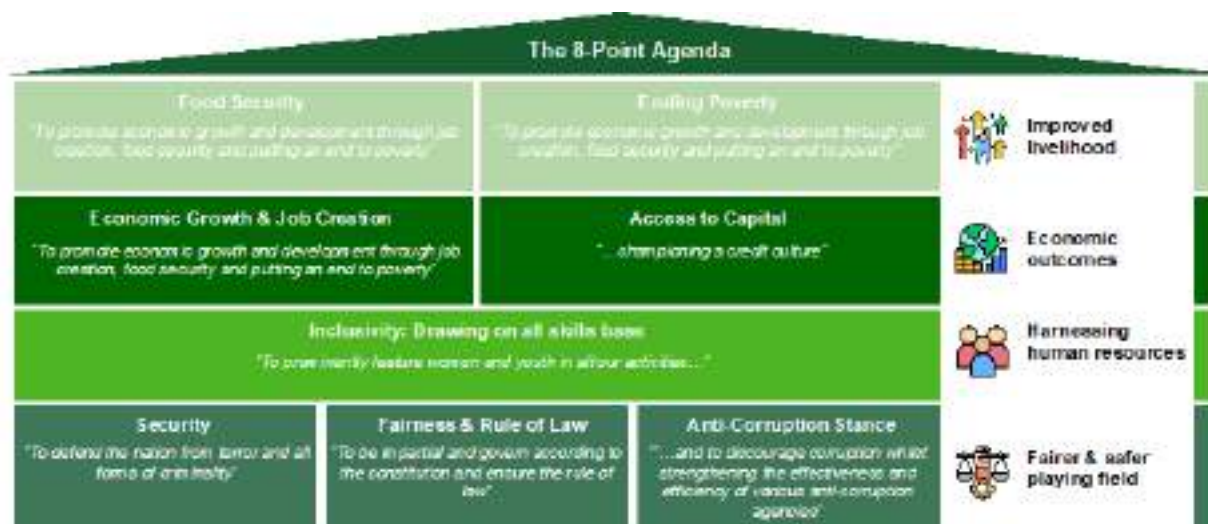 The 8-Point Agenda
Food Security
"To promote economic growth and development through job
creation, food security and putting an end to poverty"
Ending Poverty
"To promote economic growth and development through job
creation, food security and putting an end to poverty"
Improved
livelihood
Economic Growth & Job Creation
"To promote economic growth and development through job
creation, food security and putting an end to poverty"
Access to Capital
"...championing a credit culture"
Economic
outcomes
Inclusivity: Drawing on all skills base
"To prominently feature women and youth in all our activities..."
Harnessing
human resources
Security
"To defend the nation from terror and all
forms of criminality"
Fairness & Rule of Law
"To be impartial and govern according to
the constitution and ensure the rule of
law"
Anti-Corruption Stance
"...and to discourage corruption whilst
strengthening the effectiveness and
efficiency of various anti-corruption
agencies"
Fairer & safer
playing field